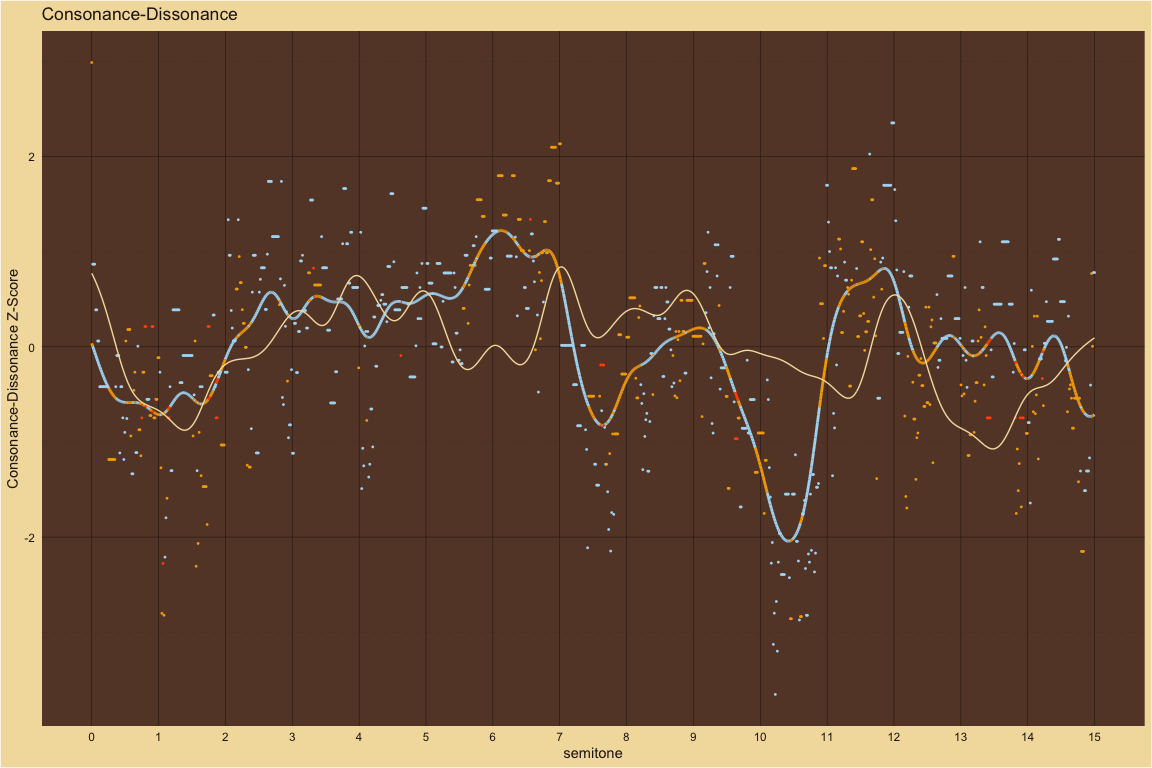 Consonance-Dissonance
Consonance-Dissonance Z-Score
2
0
-2
0 1 2 3 4 5 6 7 8 9 10 11 12 13 14 15
semitone